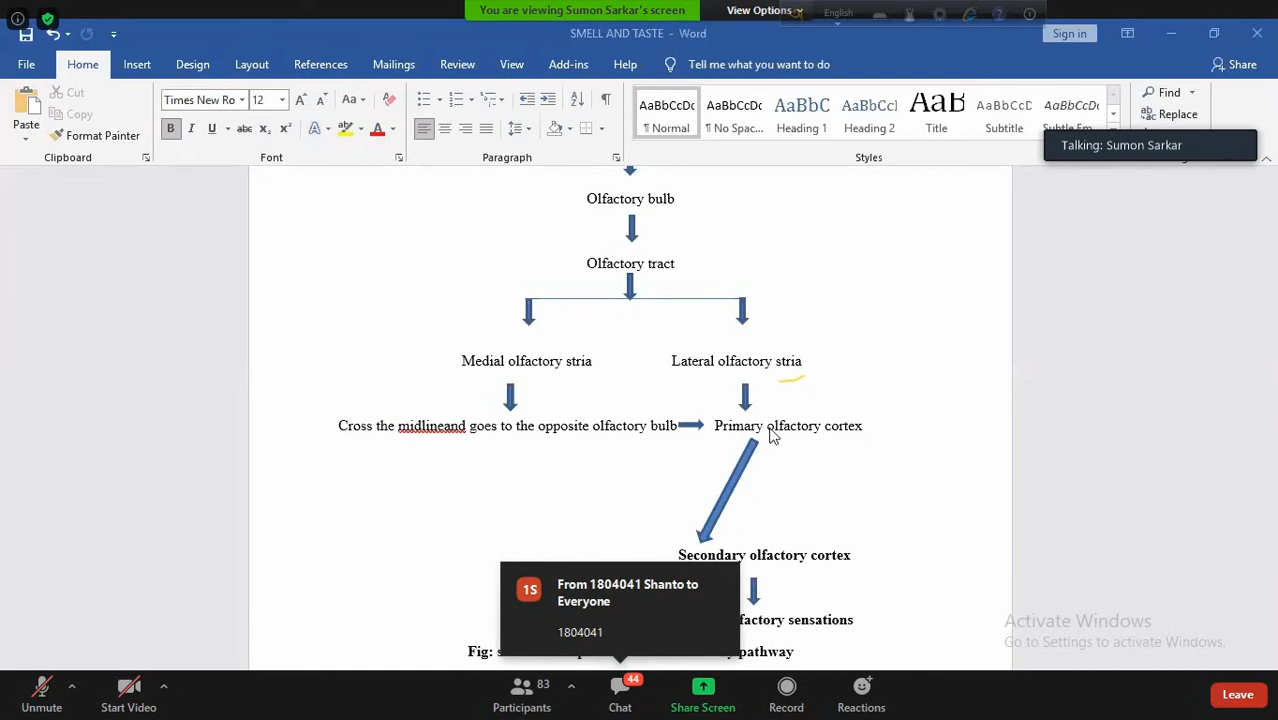 You are viewing Sumon Sarkar's screen
View Options
English
SMELL AND TASTE - Word
Sign in
File Home Insert Design Layout References Mailings Review View Add-ins Help Tell me what you want to do Share
Paste
Cut
Copy
Format Painter
Clipboard
Times New Ro 12
Font
Paragraph
AaBbCcDc AaBbCcDc AaBbC AaBbCc AaB AaBbCcD AaBbCcD
¶ Normal ¶ No Spac... Heading 1 Heading 2 Title Subtitle Subtle Em...
Styles
Find
Replace
Talking: Sumon Sarkar
Olfactory bulb
Olfactory tract
Medial olfactory stria Lateral olfactory stria
Cross the midlineand goes to the opposite olfactory bulb Primary olfactory cortex
Secondary olfactory cortex
factory sensations
Fig: pathway
1S
From 1804041 Shanto to
Everyone
1804041
Activate Windows
Go to Settings to activate Windows.
Unmute Start Video Participants 83 Chat 44 Share Screen Record Reactions Leave